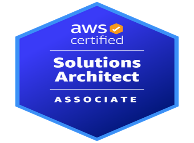 aws
certified
Solutions
Architect
ASSOCIATE